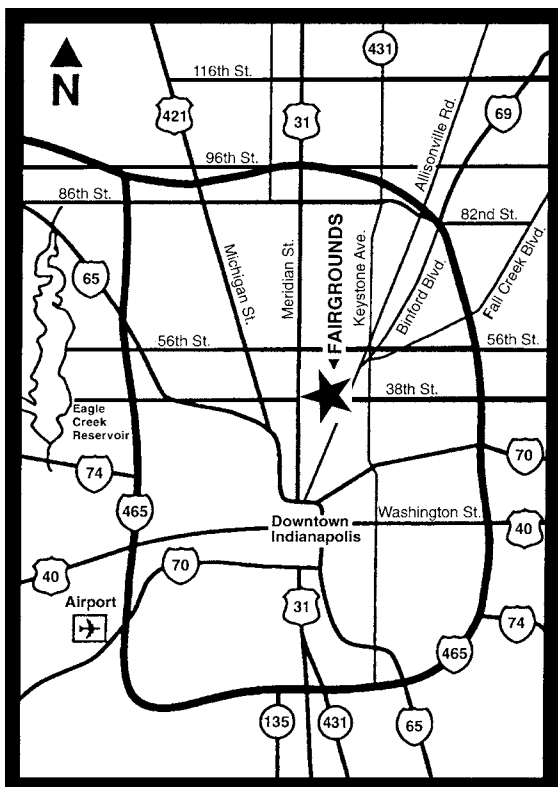 431
116th St.
N
421
31
69
Allisonville Rd.
96th St.
86th St.
82nd St.
FAIRGROUNDS
Keystone Ave.
Meridian St.
Michigan St.
Binford Blvd.
Fall Creek Blvd.
65
56th St.
56th St.
38th St.
Eagle
Creek
Reservoir
74
70
465
Washington St.
Downtown
Indianapolis
40
40
70
Airport
31
74
465
135
431
65